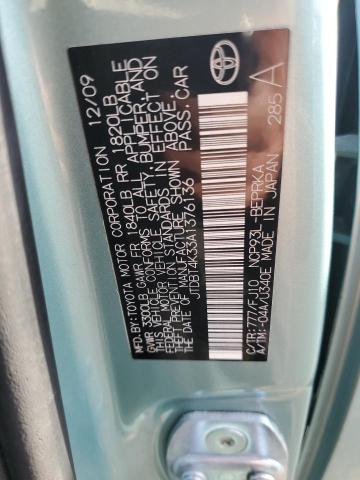 MFD. BY: TOYOTA MOTOR CORPORATION 12/09
GVWR 3300LB GAWR FR 1840LB RR 1820LB
THIS VEHICLE CONFORMS TO ALL APPLICABLE
FEDERAL MOTOR VEHICLE SAFETY, BUMPER, AND
THEFT PREVENTION STANDARDS IN EFFECT ON
THE DATE OF MANUFACTURE SHOWN ABOVE.
JTDBT4K33A1376136 PASS. CAR
C/TR: 777/FJ10 NCP93L-BEPRKA
A/TM: -04A/U340E MADE IN JAPAN
285 A
TOYOTA